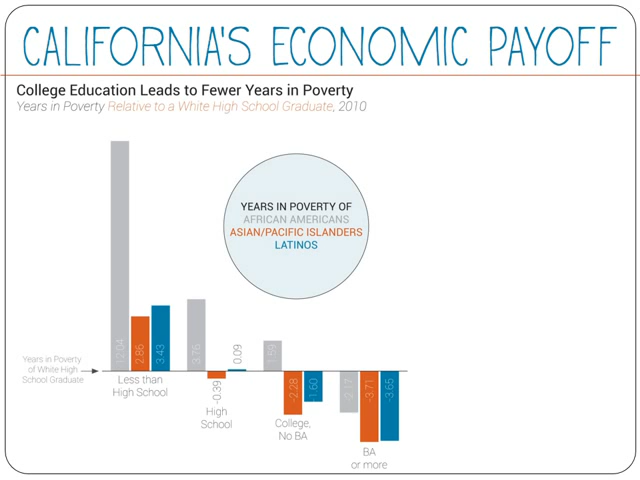 CALIFORNIA'S ECONOMIC PAYOFF
College Education Leads to Fewer Years in Poverty
Years in Poverty Relative to a White High School Graduate, 2010
YEARS IN POVERTY OF
AFRICAN AMERICANS
ASIAN/PACIFIC ISLANDERS
LATINOS
12.04
2.86
3.43
3.76
-0.39
0.09
1.59
-2.28
-1.60
-2.17
-3.71
-3.65
Years in Poverty
of White High
School Graduate
Less than
High School
High
School
College,
No BA
BA
or more